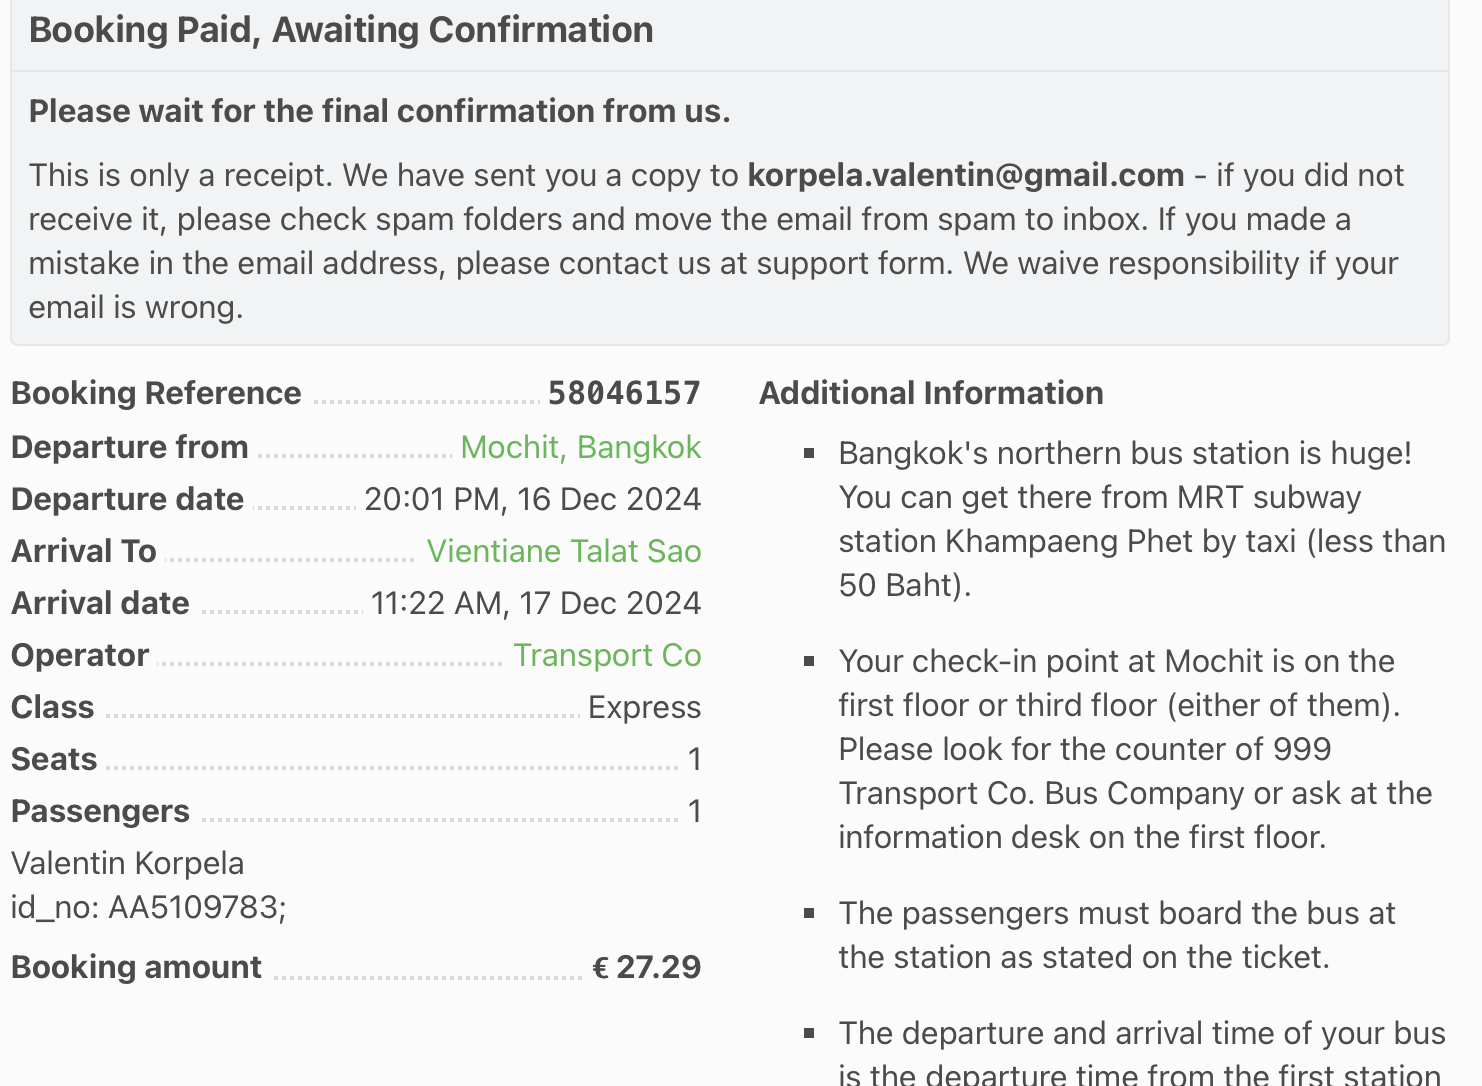 Booking Paid, Awaiting Confirmation
Please wait for the final confirmation from us.
This is only a receipt. We have sent you a copy to korpela.valentin@gmail.com - if you did not
receive it, please check spam folders and move the email from spam to inbox. If you made a
mistake in the email address, please contact us at support form. We waive responsibility if your
email is wrong.
Booking Reference 58046157
Departure from Mochit, Bangkok
Departure date 20:01 PM, 16 Dec 2024
Arrival To Vientiane Talat Sao
Arrival date 11:22 AM, 17 Dec 2024
Operator Transport Co
Class Express
Seats 1
Passengers 1
Valentin Korpela
id_no: AA5109783;
Booking amount € 27.29
Additional Information
▪ Bangkok's northern bus station is huge!
You can get there from MRT subway
station Khampaeng Phet by taxi (less than
50 Baht).
▪ Your check-in point at Mochit is on the
first floor or third floor (either of them).
Please look for the counter of 999
Transport Co. Bus Company or ask at the
information desk on the first floor.
▪ The passengers must board the bus at
the station as stated on the ticket.
▪ The departure and arrival time of your bus
is the departure time from the first station